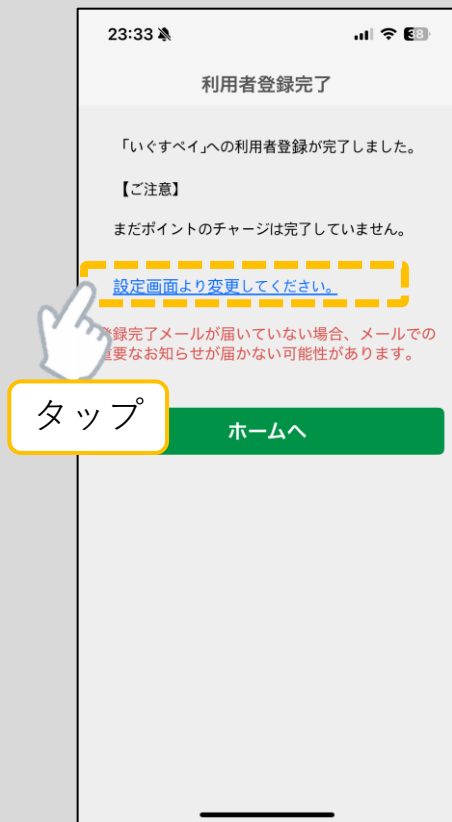 23:33
38
利用者登録完了
「いぐすペイ」への利用者登録が完了しました。
【ご注意】
まだポイントのチャージは完了していません。
設定画面より変更してください。
録完了メールが届いていない場合、メールでの
要なお知らせが届かない可能性があります。
タップ
ホームへ